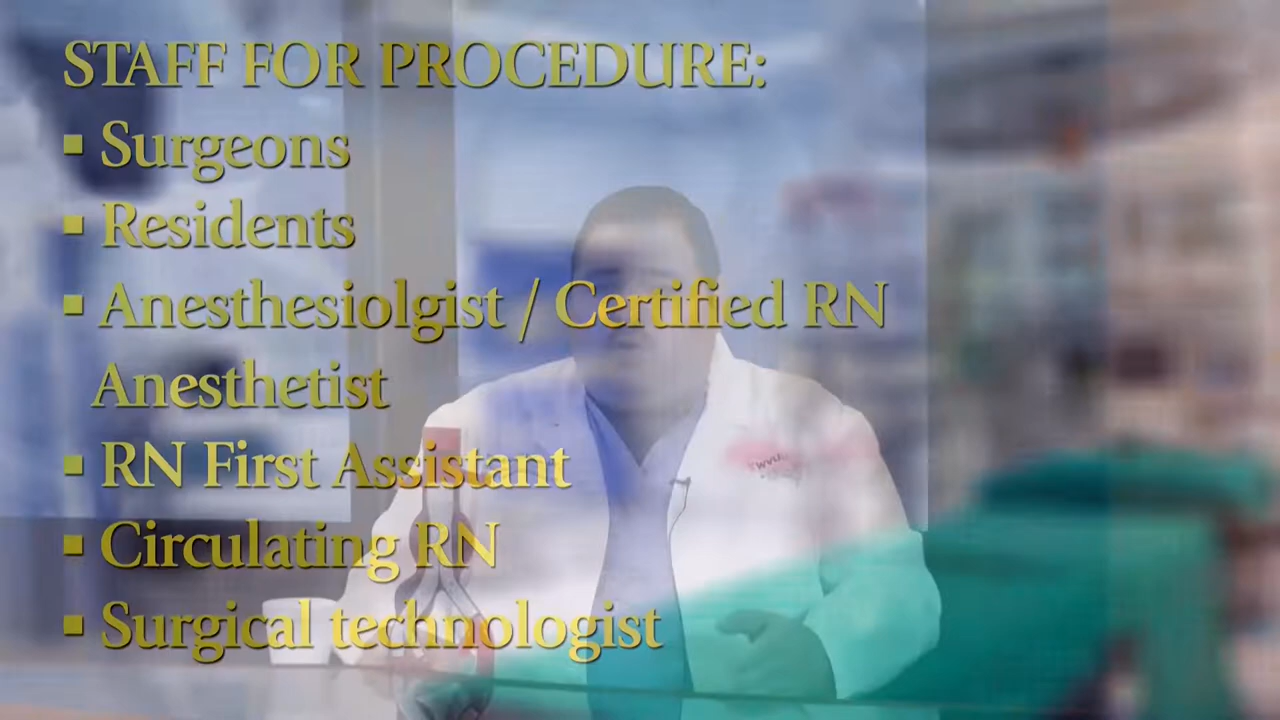 STAFF FOR PROCEDURE:
▪ Surgeons
▪ Residents
▪ Anesthesiolgist / Certified RN
Anesthetist
▪ RN First Assistant
▪ Circulating RN
▪ Surgical technologist